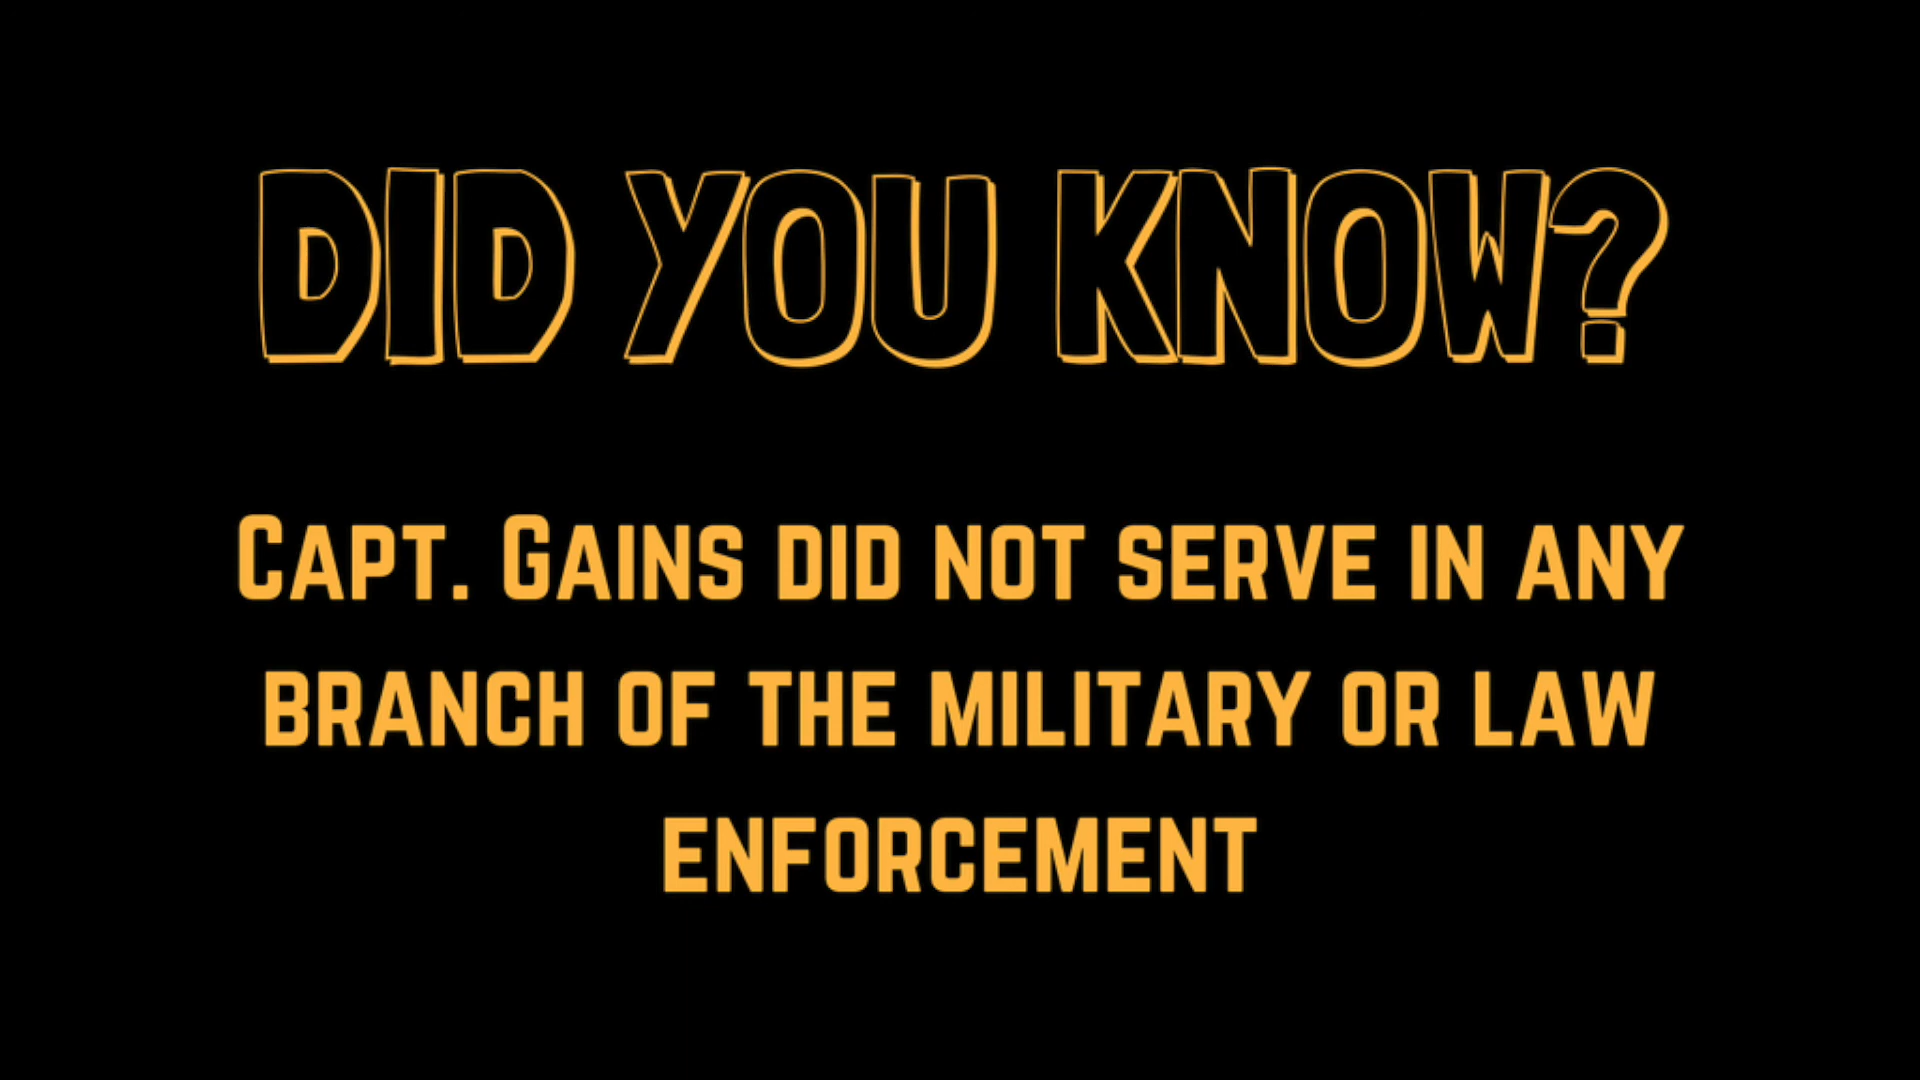 DID YOU KNOW?
Capt. Gains did not serve in any
branch of the military or law
enforcement